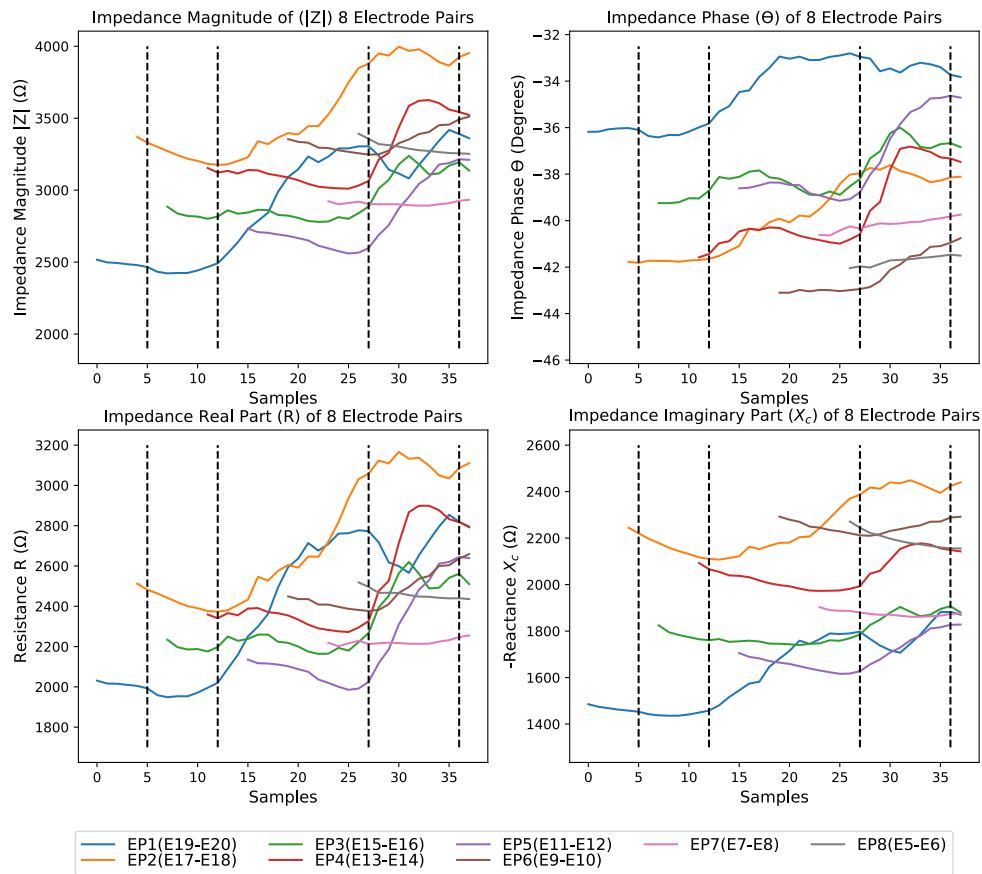 Impedance Magnitude of (|Z|) 8 Electrode Pairs
Impedance Magnitude |Z| (Ω)
4000
3500
3000
2500
2000
0 5 10 15 20 25 30 35
Samples
Impedance Phase (Θ) of 8 Electrode Pairs
Impedance Phase Θ (Degrees)
−32
−34
−36
−38
−40
−42
−44
−46
0 5 10 15 20 25 30 35
Samples
Impedance Real Part (R) of 8 Electrode Pairs
Resistance R (Ω)
3200
3000
2800
2600
2400
2200
2000
1800
0 5 10 15 20 25 30 35
Samples
Impedance Imaginary Part (X_c) of 8 Electrode Pairs
-Reactance X_c (Ω)
2600
2400
2200
2000
1800
1600
1400
0 5 10 15 20 25 30 35
Samples
EP1(E19-E20) EP3(E15-E16) EP5(E11-E12) EP7(E7-E8) EP8(E5-E6)
EP2(E17-E18) EP4(E13-E14) EP6(E9-E10)